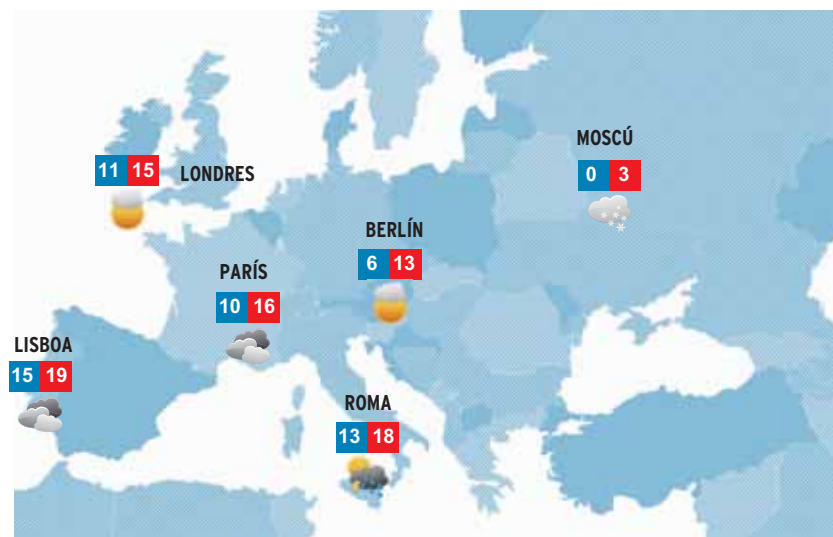 MOSCÚ
0 3
11 15
LONDRES
BERLÍN
6 13
PARÍS
10 16
LISBOA
15 19
ROMA
13 18